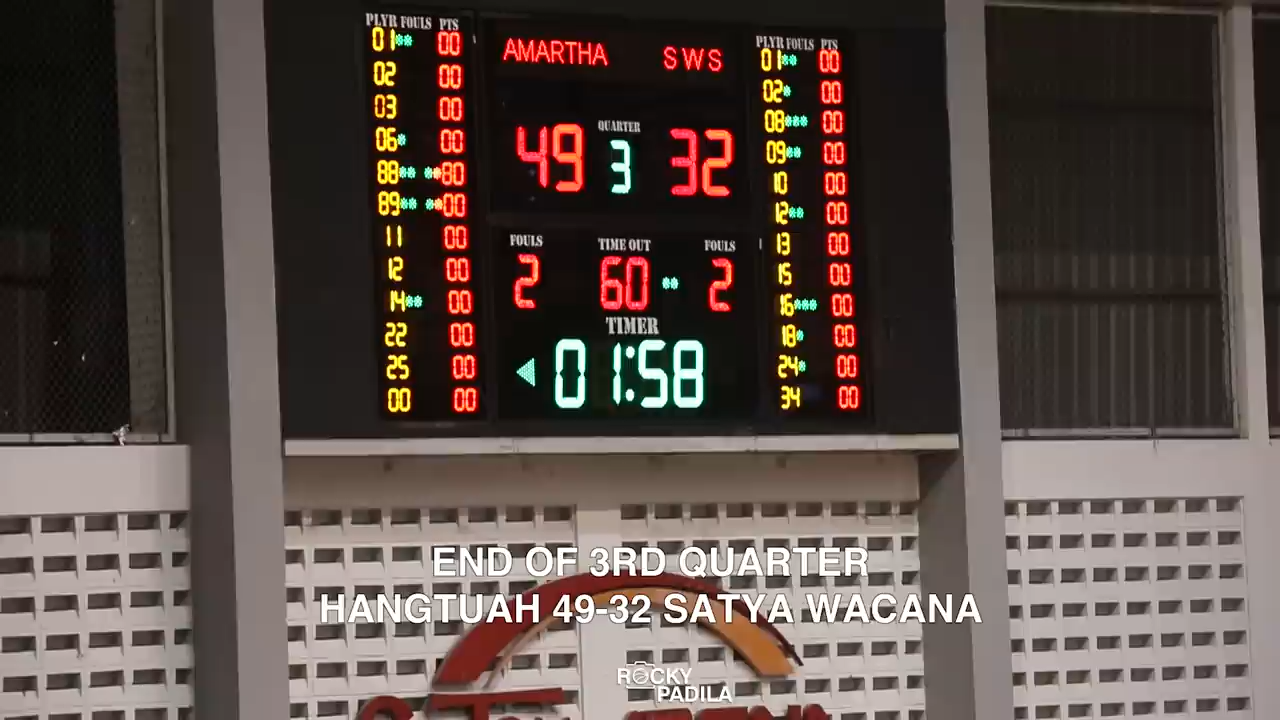 PLYR FOULS PTS
01** 00
02 00
03 00
06* 00
88** **80
89** **00
11 00
12 00
14** 00
22 00
25 00
00 00
AMARTHA SWS
QUARTER
49 3 32
FOULS TIME OUT FOULS
2 60 ** 2
TIMER
01:58
PLYR FOULS PTS
01** 00
02* 00
08*** 00
09** 00
10 00
12** 00
13 00
15 00
16*** 00
18* 00
24* 00
34 00
END OF 3RD QUARTER
HANGTUAH 49-32 SATYA WACANA
ROCKY
PADILA